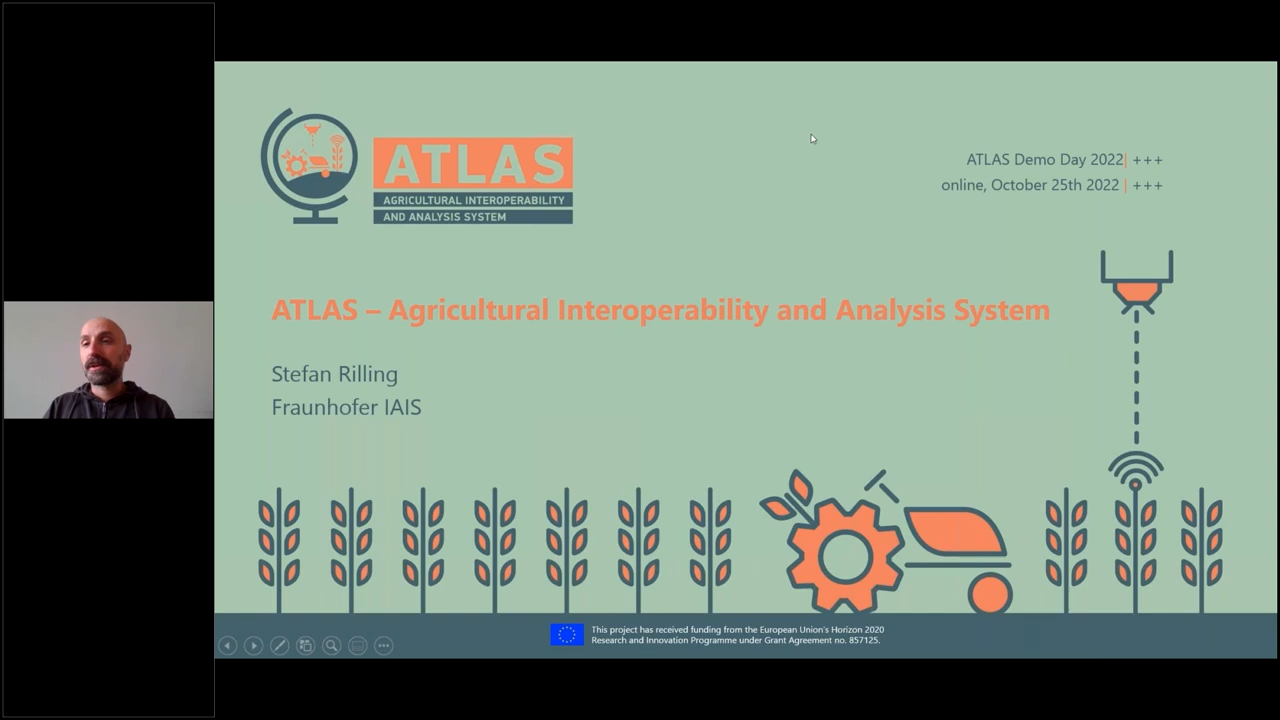 ATLAS
AGRICULTURAL INTEROPERABILITY
AND ANALYSIS SYSTEM
ATLAS Demo Day 2022| +++
online, October 25th 2022 | +++
ATLAS – Agricultural Interoperability and Analysis System
Stefan Rilling
Fraunhofer IAIS
This project has received funding from the European Union's Horizon 2020
Research and Innovation Programme under Grant Agreement no. 857125.